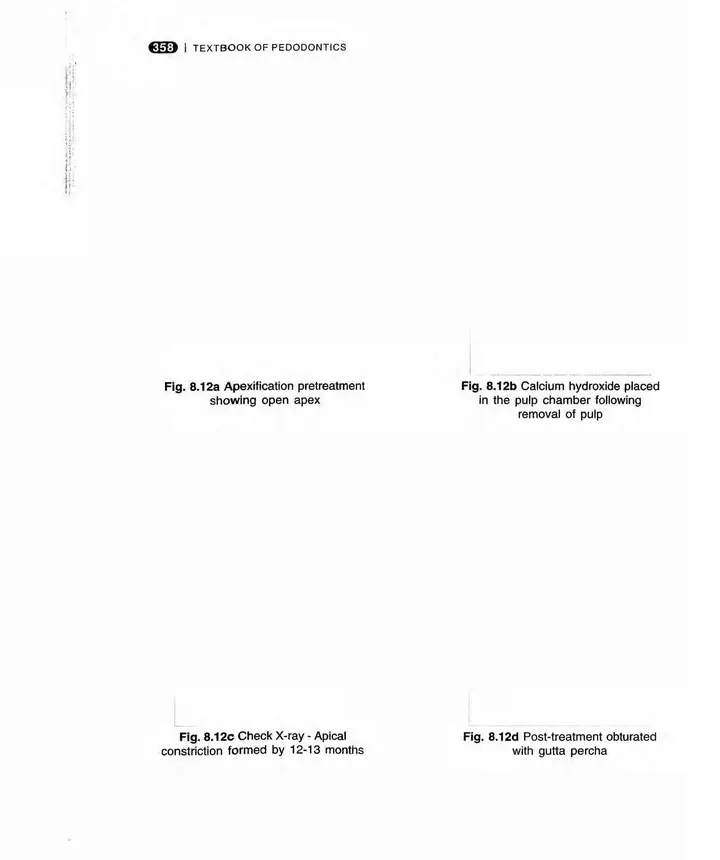 358 | TEXTBOOK OF PEDODONTICS
Fig. 8.12a Apexification pretreatment
showing open apex
Fig. 8.12b Calcium hydroxide placed
in the pulp chamber following
removal of pulp
Fig. 8.12c Check X-ray - Apical
constriction formed by 12-13 months
Fig. 8.12d Post-treatment obturated
with gutta percha